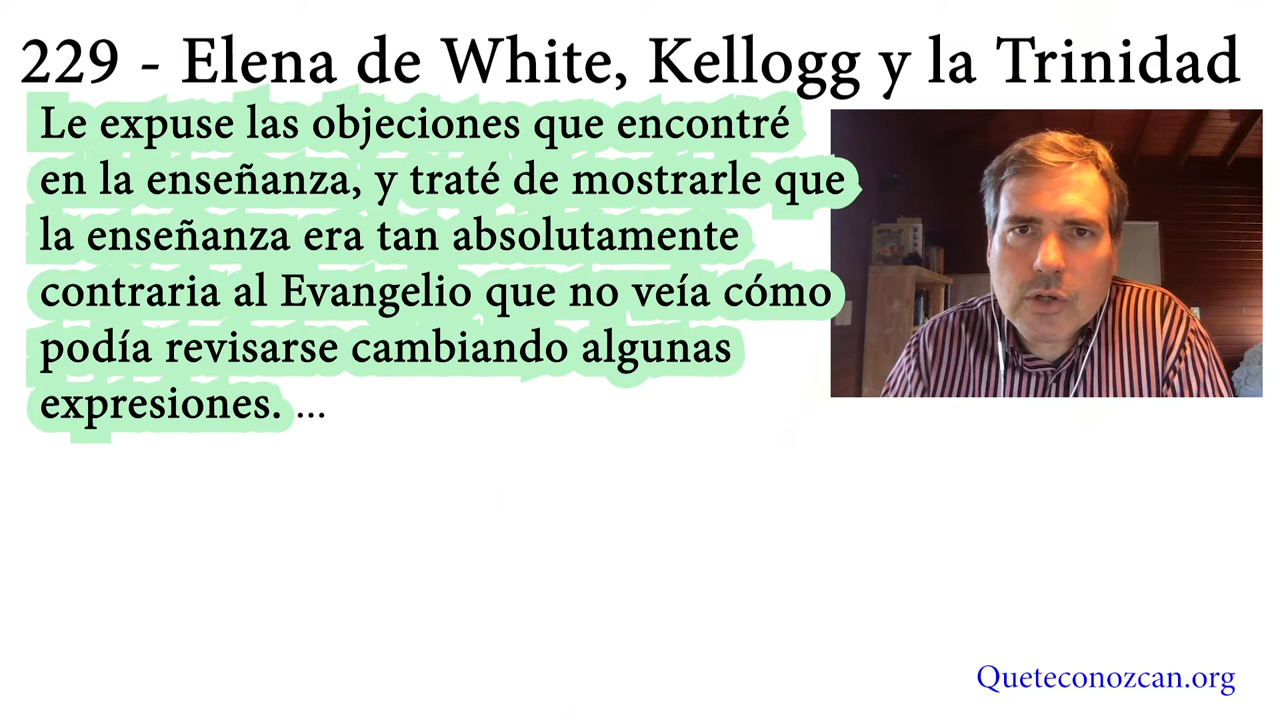 229 - Elena de White, Kellogg y la Trinidad
Le expuse las objeciones que encontré
en la enseñanza, y traté de mostrarle que
la enseñanza era tan absolutamente
contraria al Evangelio que no veía cómo
podía revisarse cambiando algunas
expresiones. ...
Queteconozcan.org